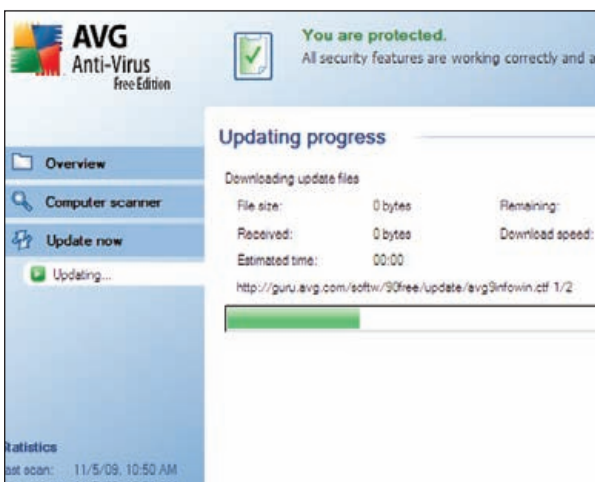 AVG
Anti-Virus
Free Edition
You are protected.
All security features are working correctly and a
Overview
Computer scanner
Update now
Updating...
Updating progress
Downloading update files
File size: 0 bytes Remaining:
Received: 0 bytes Download speed:
Estimated time: 00:00
http://guru.avg.com/softw/90free/update/avg9infowin.ctf 1/2
Statistics
ast scan: 11/5/09, 10:50 AM